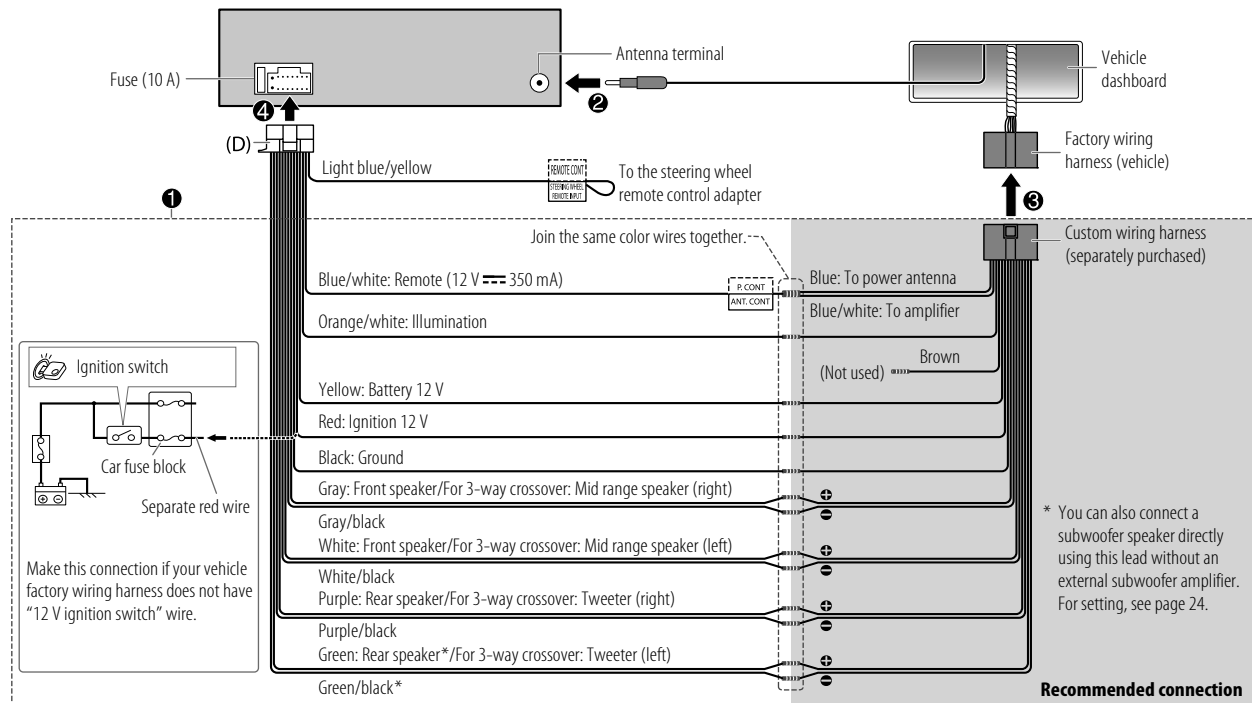 Antenna terminal
Fuse (10 A)
Vehicle
dashboard
❷
❹
(D)
Factory wiring
harness (vehicle)
Light blue/yellow
REMOTE CONT
STEERING WHEEL
REMOTE INPUT
To the steering wheel
remote control adapter
❶
❸
Join the same color wires together.
Custom wiring harness
(separately purchased)
Blue/white: Remote (12 V ⎓ 350 mA)
P. CONT
ANT. CONT
Blue: To power antenna
Blue/white: To amplifier
Orange/white: Illumination
Brown
(Not used)
Ignition switch
Yellow: Battery 12 V
Red: Ignition 12 V
Car fuse block
Black: Ground
Separate red wire
Gray: Front speaker/For 3-way crossover: Mid range speaker (right)
⊕
⊖
Gray/black
White: Front speaker/For 3-way crossover: Mid range speaker (left)
⊕
⊖
White/black
Purple: Rear speaker/For 3-way crossover: Tweeter (right)
⊕
⊖
Purple/black
Green: Rear speaker*/For 3-way crossover: Tweeter (left)
⊕
⊖
Green/black*
⊕ ⊖
Make this connection if your vehicle
factory wiring harness does not have
“12 V ignition switch” wire.
* You can also connect a
subwoofer speaker directly
using this lead without an
external subwoofer amplifier.
For setting, see page 24.
Recommended connection